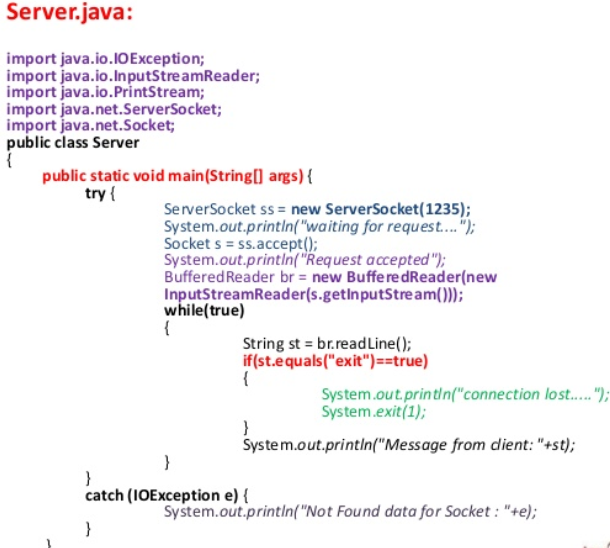 Server.java:
import java.io.IOException;
import java.io.InputStreamReader;
import java.io.PrintStream;
import java.net.ServerSocket;
import java.net.Socket;
public class Server
{
public static void main(String[] args) {
try {
ServerSocket ss = new ServerSocket(1235);
System.out.println("waiting for request....");
Socket s = ss.accept();
System.out.println("Request accepted");
BufferedReader br = new BufferedReader(new
InputStreamReader(s.getInputStream()));
while(true)
{
String st = br.readLine();
if(st.equals("exit")==true)
{
System.out.println("connection lost.....");
System.exit(1);
}
System.out.println("Message from client: "+st);
}
}
catch (IOException e) {
System.out.println("Not Found data for Socket : "+e);
}
}